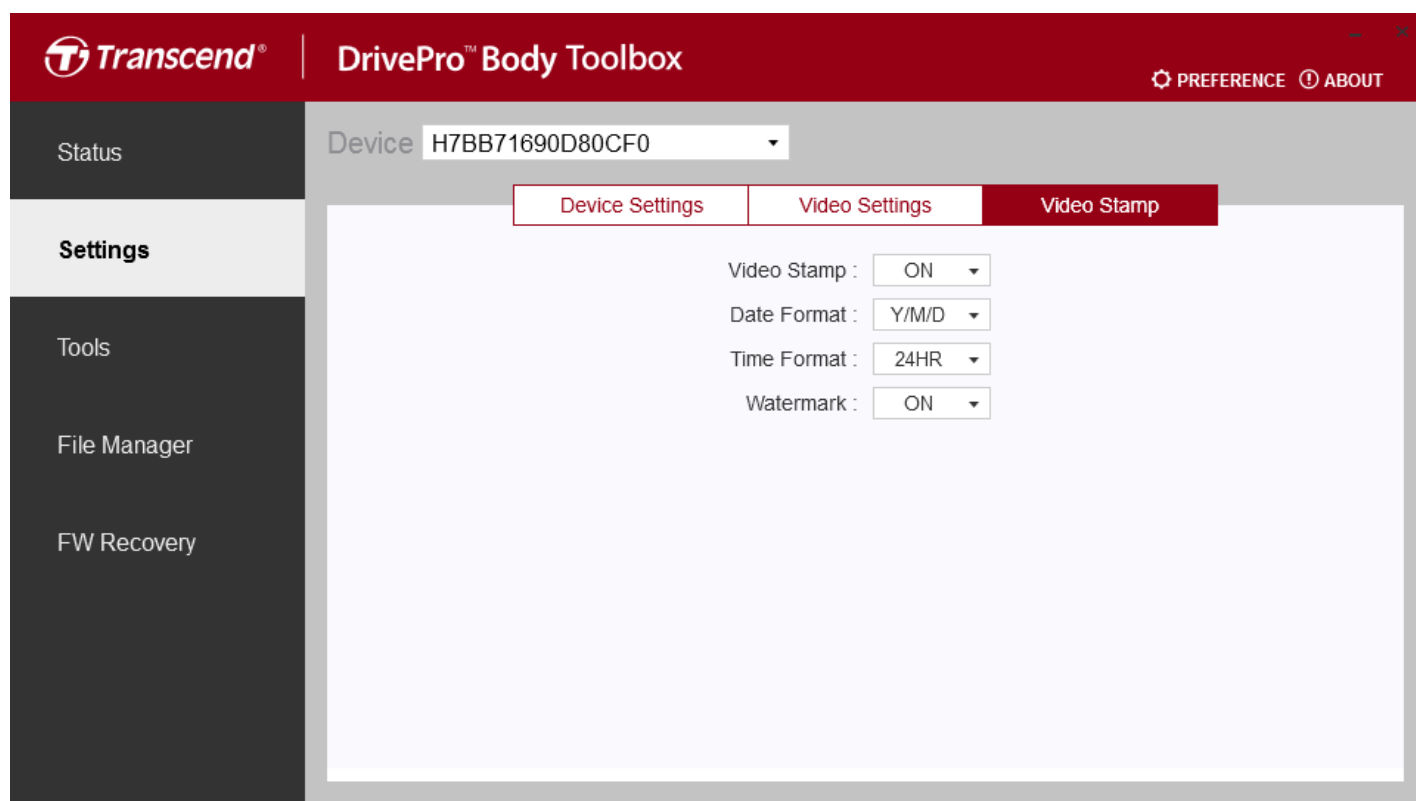 Transcend® DrivePro™ Body Toolbox
PREFERENCE ABOUT
Status
Settings
Tools
File Manager
FW Recovery
Device H7BB71690D80CF0
Device Settings Video Settings Video Stamp
Video Stamp : ON
Date Format : Y/M/D
Time Format : 24HR
Watermark : ON